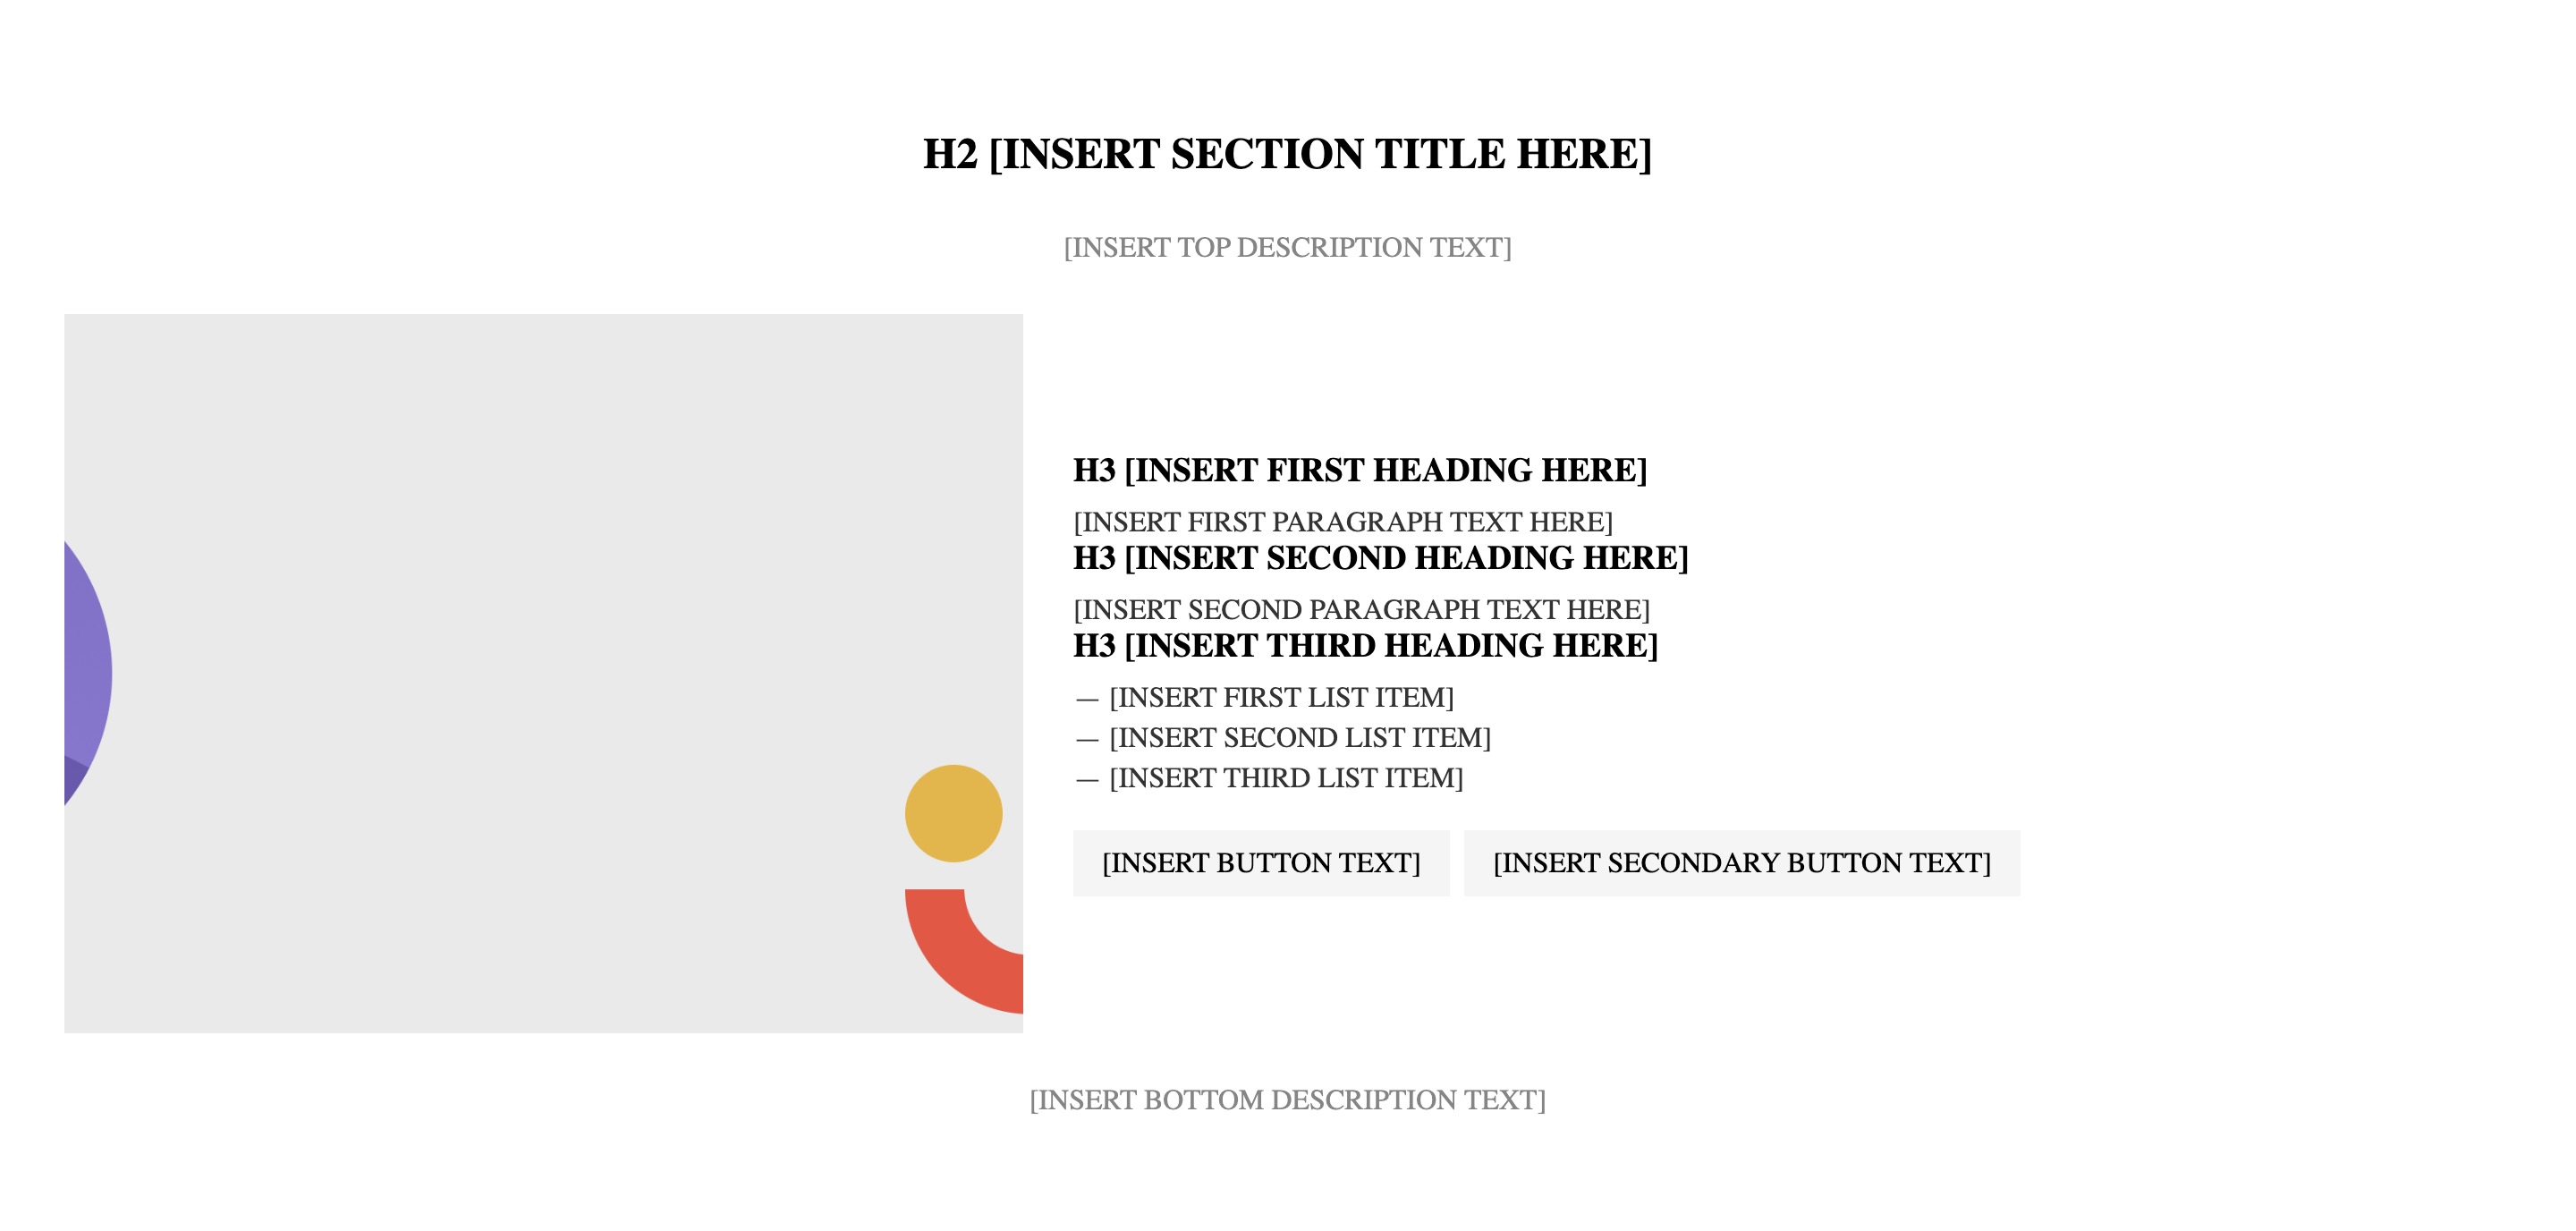 H2 [INSERT SECTION TITLE HERE]
[INSERT TOP DESCRIPTION TEXT]
H3 [INSERT FIRST HEADING HERE]
[INSERT FIRST PARAGRAPH TEXT HERE]
H3 [INSERT SECOND HEADING HERE]
[INSERT SECOND PARAGRAPH TEXT HERE]
H3 [INSERT THIRD HEADING HERE]
— [INSERT FIRST LIST ITEM]
— [INSERT SECOND LIST ITEM]
— [INSERT THIRD LIST ITEM]
[INSERT BUTTON TEXT] [INSERT SECONDARY BUTTON TEXT]
[INSERT BOTTOM DESCRIPTION TEXT]